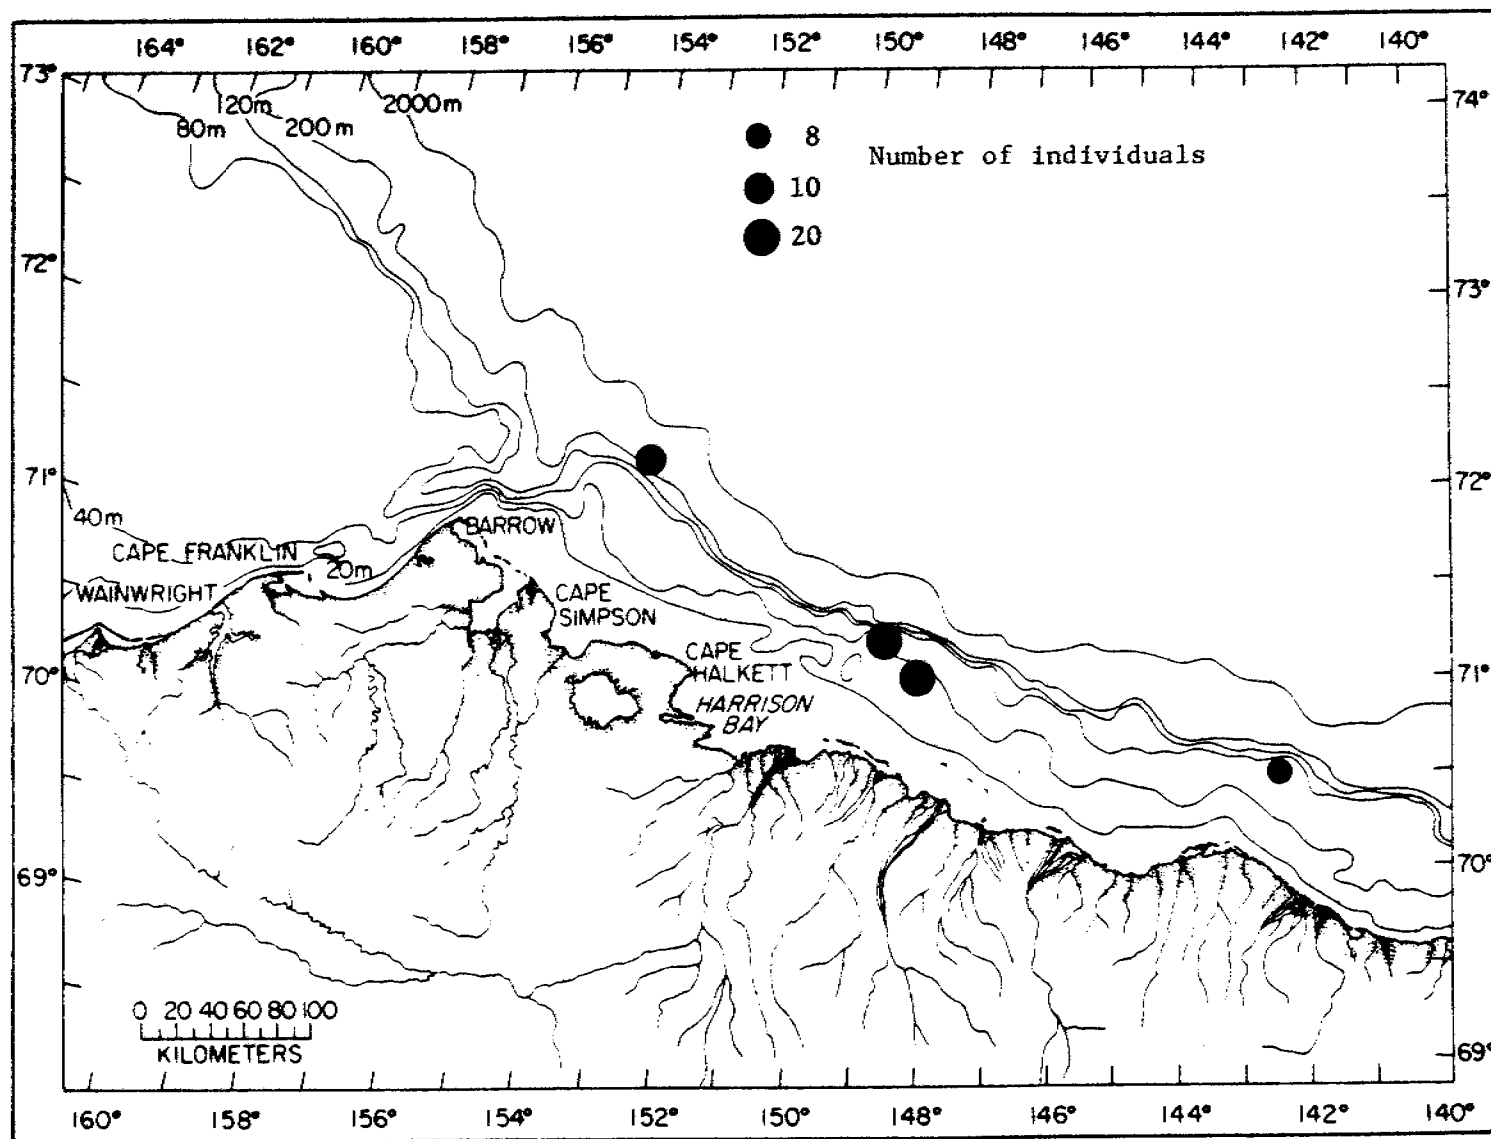 164° 162° 160° 158° 156° 154° 152° 150° 148° 146° 144° 142° 140°
73°
74°
120m
2000m
80m
200m
8
Number of individuals
10
20
72°
73°
71°
72°
40m
BARROW
CAPE FRANKLIN
20m
WAINWRIGHT
CAPE
SIMPSON
CAPE
HALKETT
70°
71°
HARRISON
BAY
69°
70°
0 20 40 60 80 100
KILOMETERS
69°
160° 158° 156° 154° 152° 150° 148° 146° 144° 142° 140°